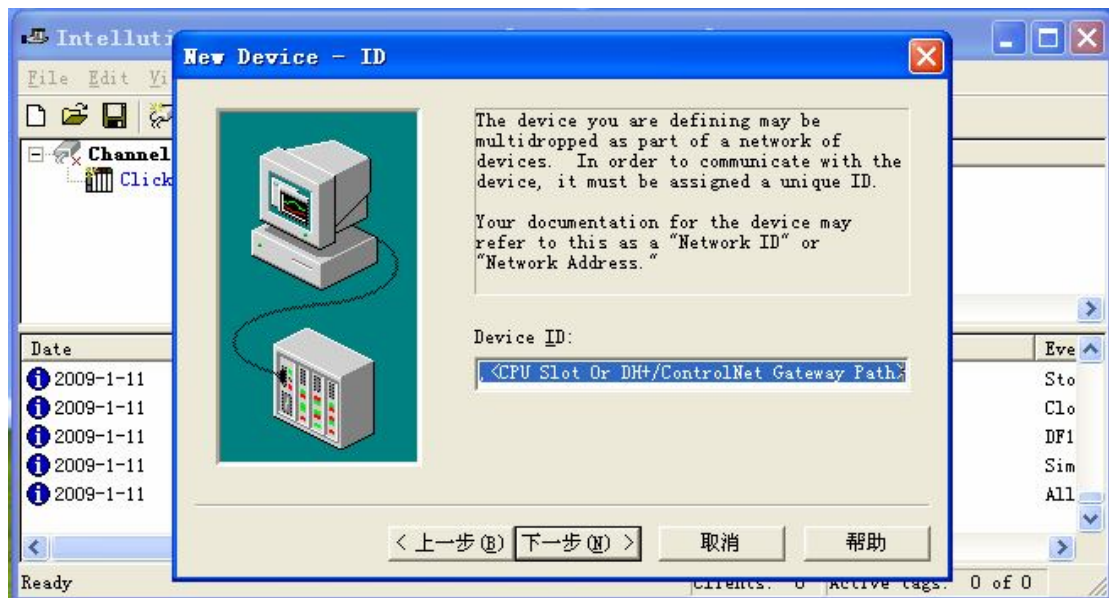 Intelluti
New Device - ID
File Edit Vi
The device you are defining may be
multidropped as part of a network of
devices. In order to communicate with the
device, it must be assigned a unique ID.
Channel
Click
Your documentation for the device may
refer to this as a "Network ID" or
"Network Address."
Device ID:
,<CPU Slot Or DH+/ControlNet Gateway Path>
Date
Eve
2009-1-11
Sto
2009-1-11
Clo
2009-1-11
DF1
2009-1-11
Sim
2009-1-11
All
< 上一步(B) 下一步(N) > 取消 帮助
Ready
Clients: 0 Active tags: 0 of 0